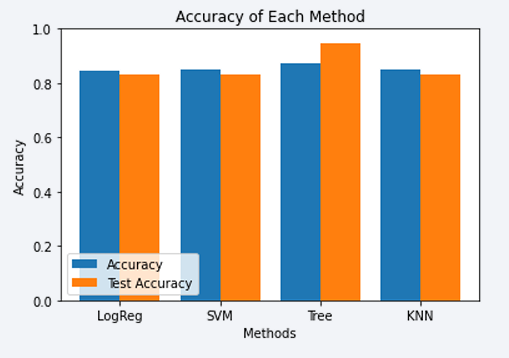 Accuracy of Each Method
1.0
0.8
0.6
0.4
0.2
0.0
Accuracy
Accuracy
Test Accuracy
LogReg SVM Tree KNN
Methods